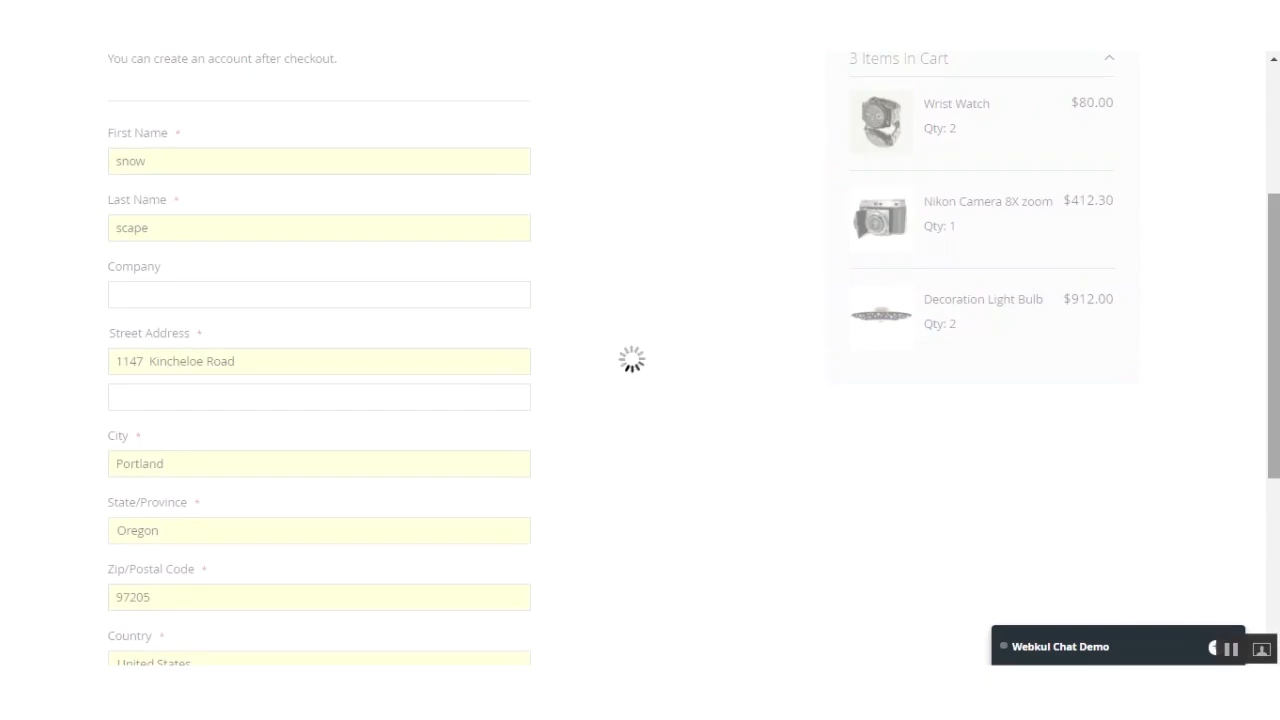 You can create an account after checkout.
First Name *
snow
Last Name *
scape
Company
Street Address *
1147 Kincheloe Road
City *
Portland
State/Province *
Oregon
Zip/Postal Code *
97205
Country *
United States
3 Items in Cart
Wrist Watch $80.00
Qty: 2
Nikon Camera 8X zoom $412.30
Qty: 1
Decoration Light Bulb $912.00
Qty: 2
Webkul Chat Demo